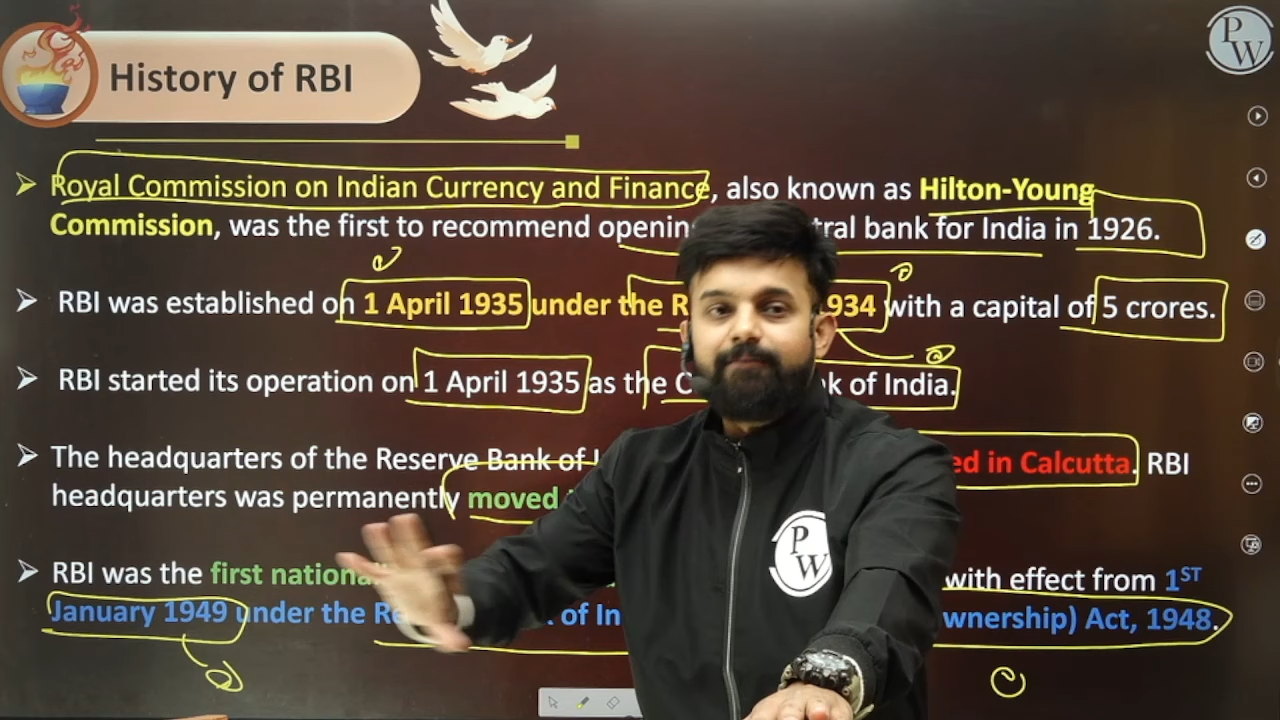 History of RBI
PW
➢ Royal Commission on Indian Currency and Finance, also known as Hilton-Young
Commission, was the first to recommend tral bank for India in 1926.
➢ RBI was established on 1 April 1935 under the 934 with a capital of 5 crores.
➢ RBI started its operation on 1 April 1935 as the of India.
➢ The headquarters of the Reserve Bank of ed in Calcutta. RBI
headquarters was permanently moved
➢ RBI was the first with effect from 1ST
January 1949 under the of wnership) Act, 1948.
PW